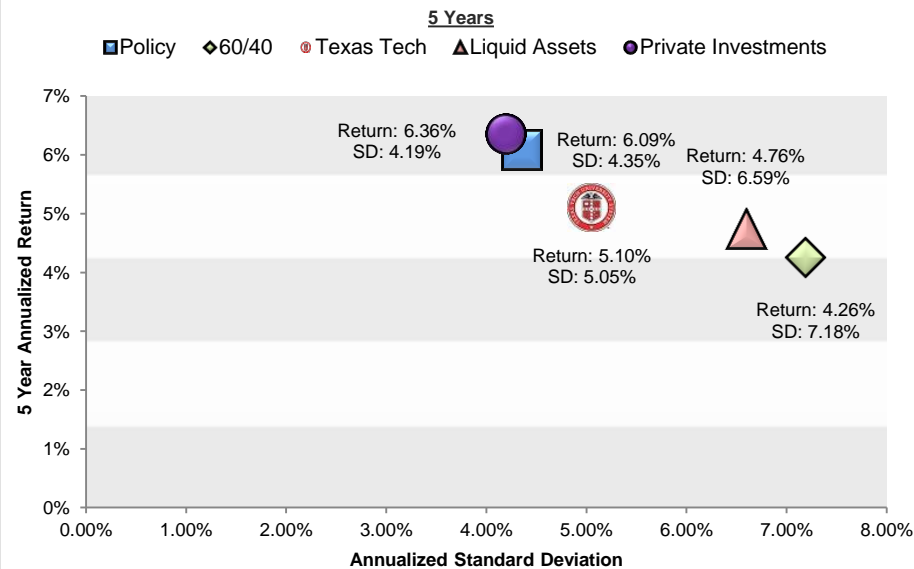 5 Years
Policy 60/40 Texas Tech Liquid Assets Private Investments
7%
6%
5%
4%
3%
2%
1%
0%
5 Year Annualized Return
Return: 6.36%
SD: 4.19%
Return: 6.09%
SD: 4.35%
Return: 4.76%
SD: 6.59%
Return: 5.10%
SD: 5.05%
Return: 4.26%
SD: 7.18%
0.00% 1.00% 2.00% 3.00% 4.00% 5.00% 6.00% 7.00% 8.00%
Annualized Standard Deviation